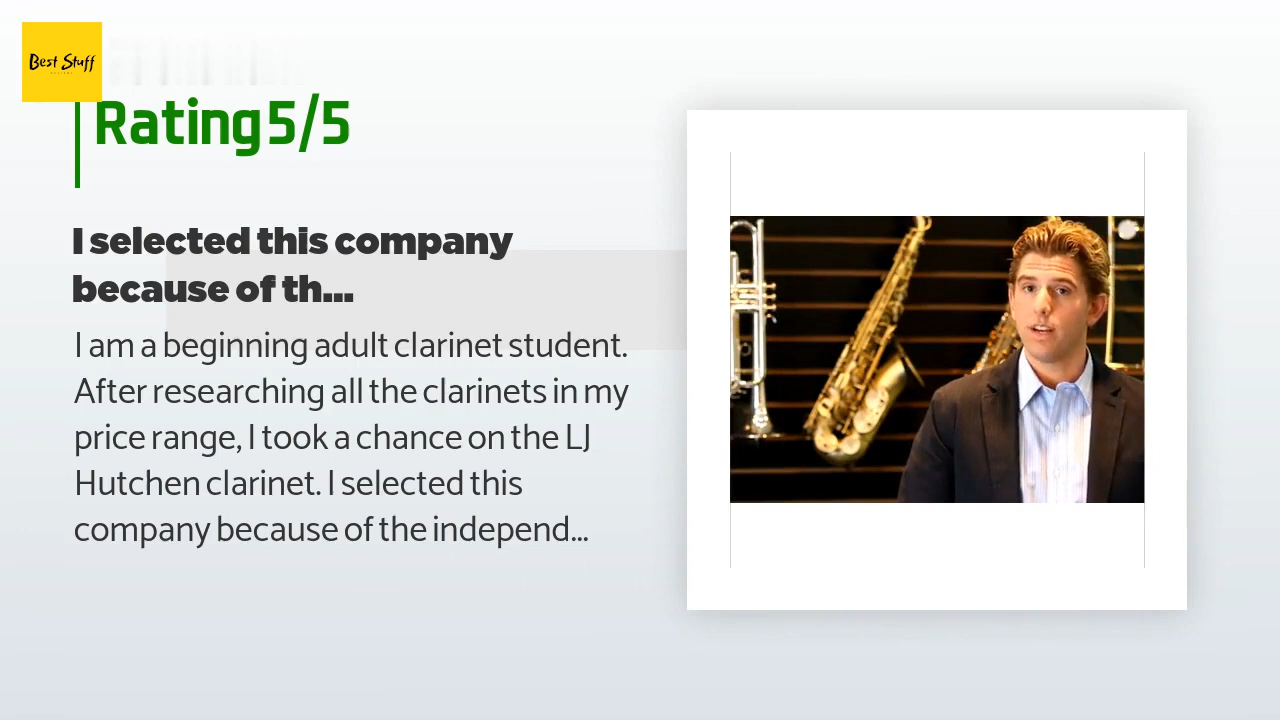 Best Stuff
Rating 5/5
I selected this company
because of th...
I am a beginning adult clarinet student.
After researching all the clarinets in my
price range, I took a chance on the LJ
Hutchen clarinet. I selected this
company because of the independ...